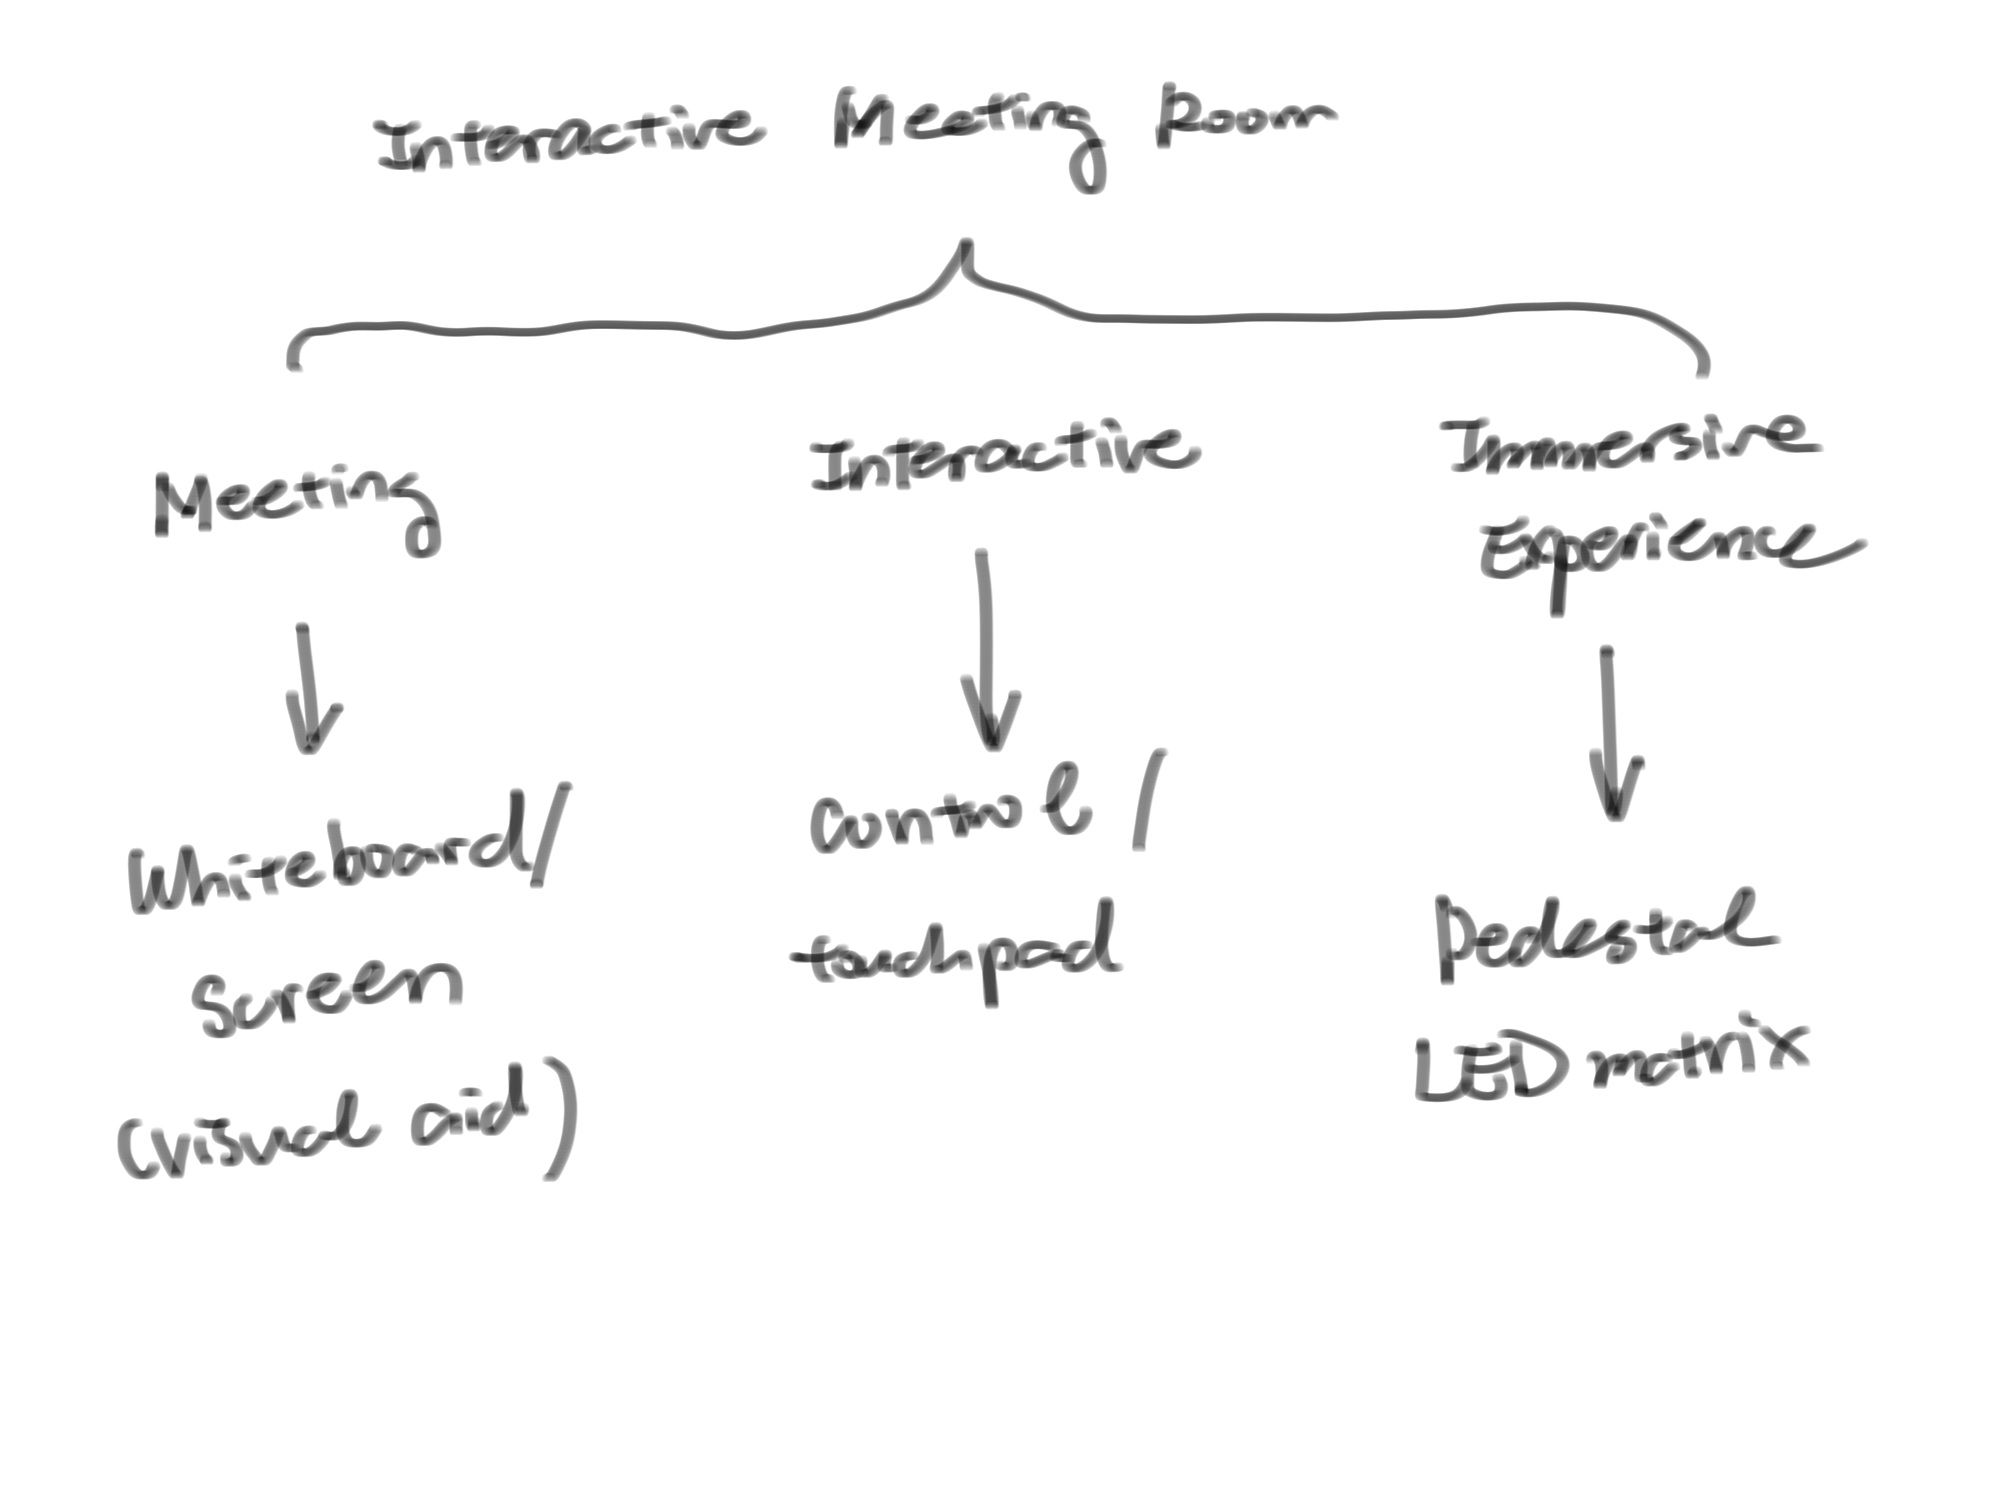 Interactive Meeting Room
Meeting
Interactive
Immersive
Experience
Whiteboard/
Screen
(visual aid)
control /
touchpad
Pedestal
LED matrix